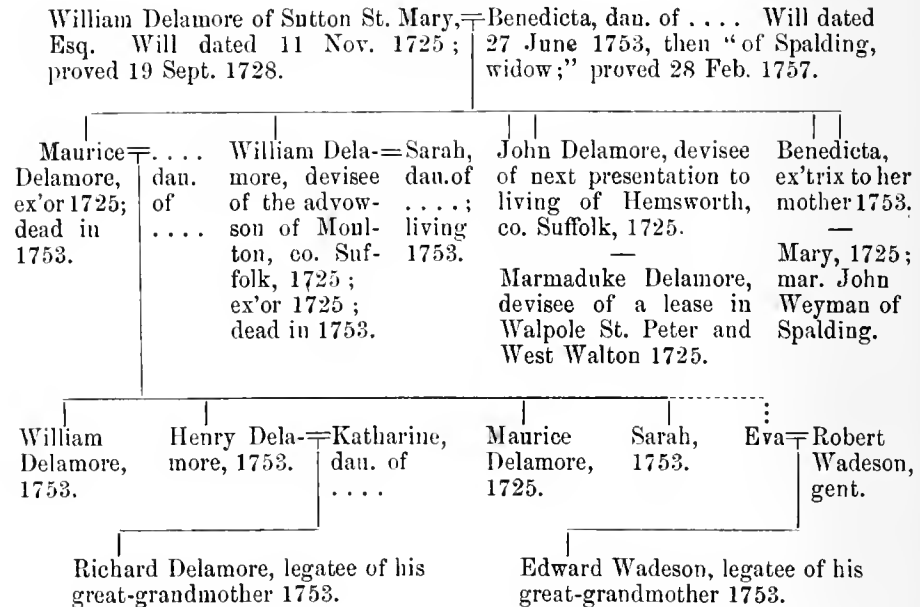 William Delamore of Sutton St. Mary,
Esq. Will dated 11 Nov. 1725;
proved 19 Sept. 1728.
Benedicta, dau. of .... Will dated
27 June 1753, then "of Spalding,
widow;" proved 28 Feb. 1757.
Maurice
Delamore,
ex'or 1725;
dead in
1753.
....
dau.
of
....
William Dela-
more, devisee
of the advow-
son of Moul-
ton, co. Suf-
folk, 1725;
ex'or 1725;
dead in 1753.
Sarah,
dau. of
....;
living
1753.
John Delamore, devisee
of next presentation to
living of Hemsworth,
co. Suffolk, 1725.
—
Marmaduke Delamore,
devisee of a lease in
Walpole St. Peter and
West Walton 1725.
Benedicta,
ex'trix to her
mother 1753.
—
Mary, 1725;
mar. John
Weyman of
Spalding.
William
Delamore,
1753.
Henry Dela-
more, 1753.
Katharine,
dau. of
....
Maurice
Delamore,
1725.
Sarah,
1753.
Eva
Robert
Wadeson,
gent.
Richard Delamore, legatee of his
great-grandmother 1753.
Edward Wadeson, legatee of his
great-grandmother 1753.